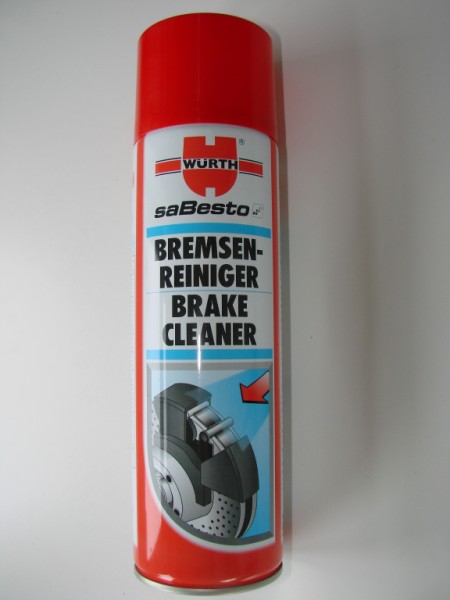 WÜRTH ®
saBesto
BREMSEN-
REINIGER
BRAKE
CLEANER